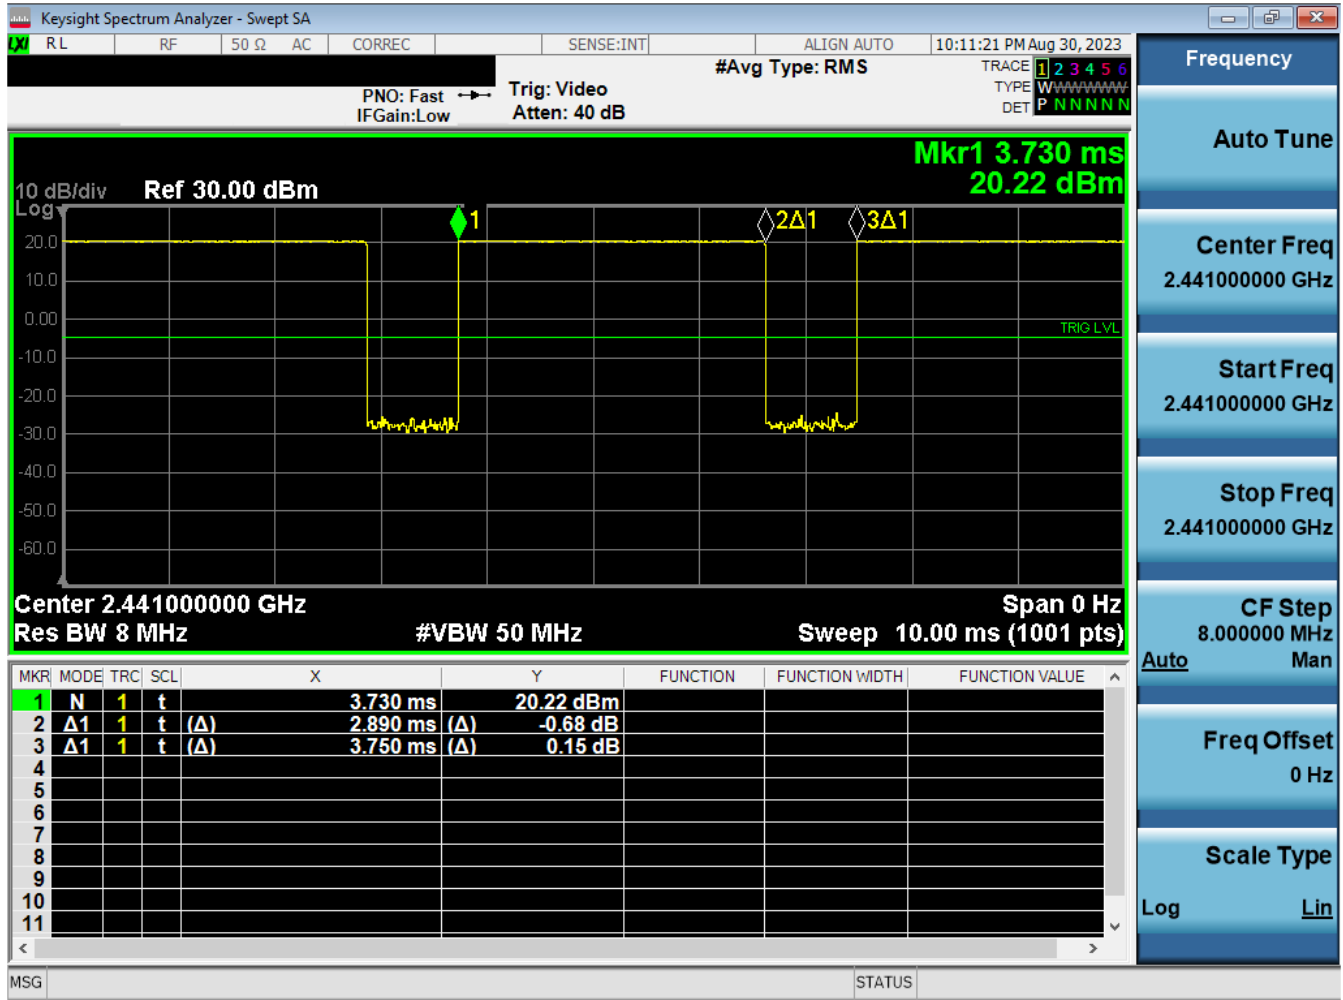 Keysight Spectrum Analyzer - Swept SA
LXI RL RF 50 Ω AC CORREC SENSE:INT ALIGN AUTO 10:11:21 PM Aug 30, 2023
#Avg Type: RMS
TRACE 1 2 3 4 5 6
PNO: Fast
Trig: Video
TYPE WWWWWW
IFGain:Low
Atten: 40 dB
DET P N N N N N
Mkr1 3.730 ms
20.22 dBm
10 dB/div Ref 30.00 dBm
Log
1
2Δ1
3Δ1
20.0
10.0
0.00
TRIG LVL
-10.0
-20.0
-30.0
-40.0
-50.0
-60.0
Center 2.441000000 GHz Span 0 Hz
Res BW 8 MHz #VBW 50 MHz Sweep 10.00 ms (1001 pts)
MKR MODE TRC SCL X Y FUNCTION FUNCTION WIDTH FUNCTION VALUE
1 N 1 t 3.730 ms 20.22 dBm
2 Δ1 1 t (Δ) 2.890 ms (Δ) -0.68 dB
3 Δ1 1 t (Δ) 3.750 ms (Δ) 0.15 dB
4
5
6
7
8
9
10
11
MSG STATUS
Frequency
Auto Tune
Center Freq
2.441000000 GHz
Start Freq
2.441000000 GHz
Stop Freq
2.441000000 GHz
CF Step
8.000000 MHz
Auto Man
Freq Offset
0 Hz
Scale Type
Log Lin